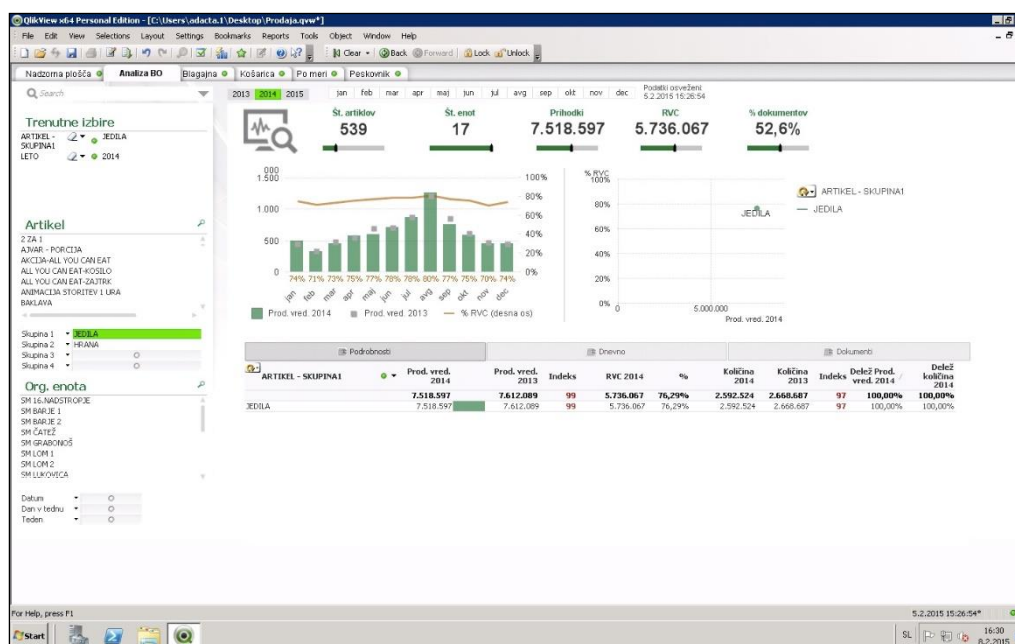 QlikView x64 Personal Edition - [C:\Users\adacta.1\Desktop\Prodaja.qvw*]
File Edit View Selections Layout Settings Bookmarks Reports Tools Object Window Help
Clear Back Forward Lock Unlock
Nadzorna plošča Analiza BO Blagajna Košarica Po meri Peskovnik
Search
2013 2014 2015 jan feb mar apr maj jun jul avg sep okt nov dec
Podatki osveženi
5.2.2015 15:26:54
Trenutne izbire
ARTIKEL - SKUPINA1 JEDILA
LETO 2014
Št. artiklov Št. enot Prihodki RVC % dokumentov
539 17 7.518.597 5.736.067 52,6%
000
1.500
1.000
500
0
100%
80%
60%
40%
20%
0%
74% 71% 73% 75% 77% 78% 78% 80% 77% 75% 70% 74%
jan feb mar apr maj jun jul avg sep okt nov dec
Prod. vred. 2014 Prod. vred. 2013 % RVC (desna os)
% RVC
100%
80%
60%
40%
20%
0%
JEDILA
0 5.000.000
Prod. vred. 2014
ARTIKEL - SKUPINA1
JEDILA
Artikel
2 ZA 1
AJVAR - PORCIJA
AKCIJA-ALL YOU CAN EAT
ALL YOU CAN EAT-KOSILO
ALL YOU CAN EAT-ZAJTRK
ANIMACIJA STORITEV 1 URA
BAKLAVA
Skupina 1 JEDILA
Skupina 2 HRANA
Skupina 3
Skupina 4
Org. enota
SM 16.NADSTROPJE
SM BARJE 1
SM BARJE 2
SM ČATEŽ
SM GRABONOŠ
SM LOM 1
SM LOM 2
SM LUKOVICA
Datum
Dan v tednu
Teden
Podrobnosti Dnevno Dokumenti
ARTIKEL - SKUPINA1 Prod. vred. 2014 Prod. vred. 2013 Indeks RVC 2014 % Količina 2014 Količina 2013 Indeks Delež Prod. vred. 2014 Delež količina 2014
7.518.597 7.612.089 99 5.736.067 76,29% 2.592.524 2.668.687 97 100,00% 100,00%
JEDILA 7.518.597 7.612.089 99 5.736.067 76,29% 2.592.524 2.668.687 97 100,00% 100,00%
For Help, press F1
5.2.2015 15:26:54*
Start
SL
16:30
8.2.2015